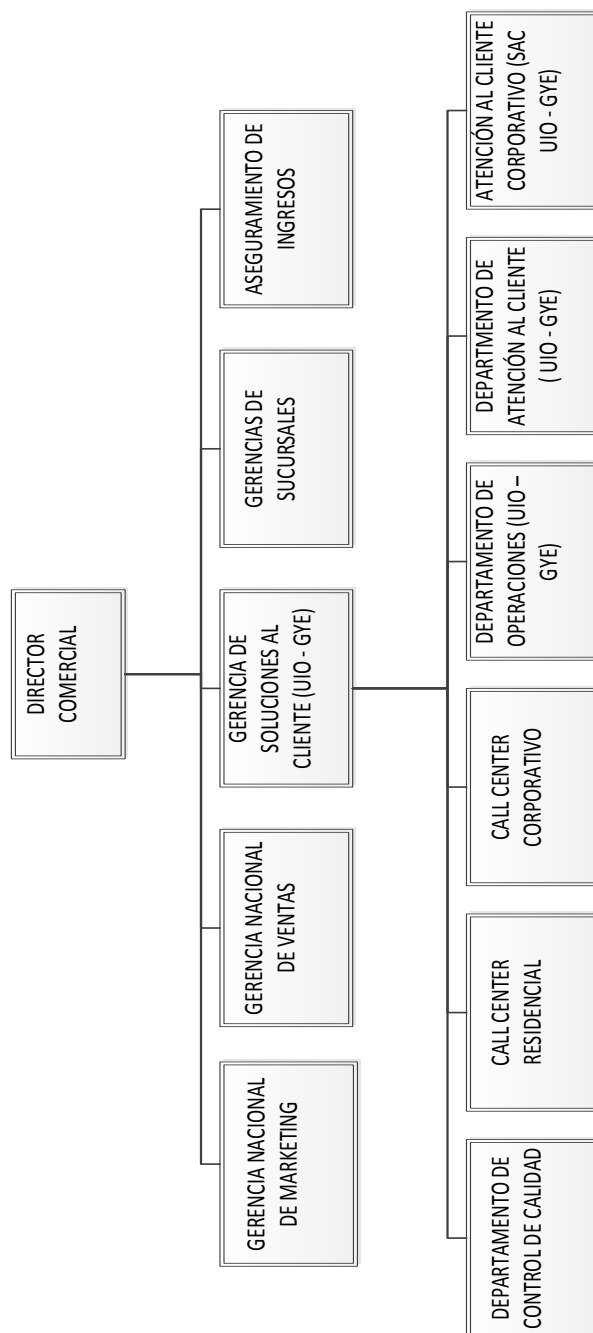 DIRECTOR
COMERCIAL
GERENCIA NACIONAL
DE MARKETING
GERENCIA NACIONAL
DE VENTAS
GERENCIA DE
SOLUCIONES AL
CLIENTE (UIO - GYE)
GERENCIAS DE
SUCURSALES
ASEGURAMIENTO DE
INGRESOS
DEPARTAMENTO DE
CONTROL DE CALIDAD
CALL CENTER
RESIDENCIAL
CALL CENTER
CORPORATIVO
DEPARTAMENTO DE
OPERACIONES (UIO –
GYE)
DEPARTMENTO DE
ATENCIÓN AL CLIENTE
( UIO - GYE)
ATENCIÓN AL CLIENTE
CORPORATIVO (SAC
UIO - GYE)